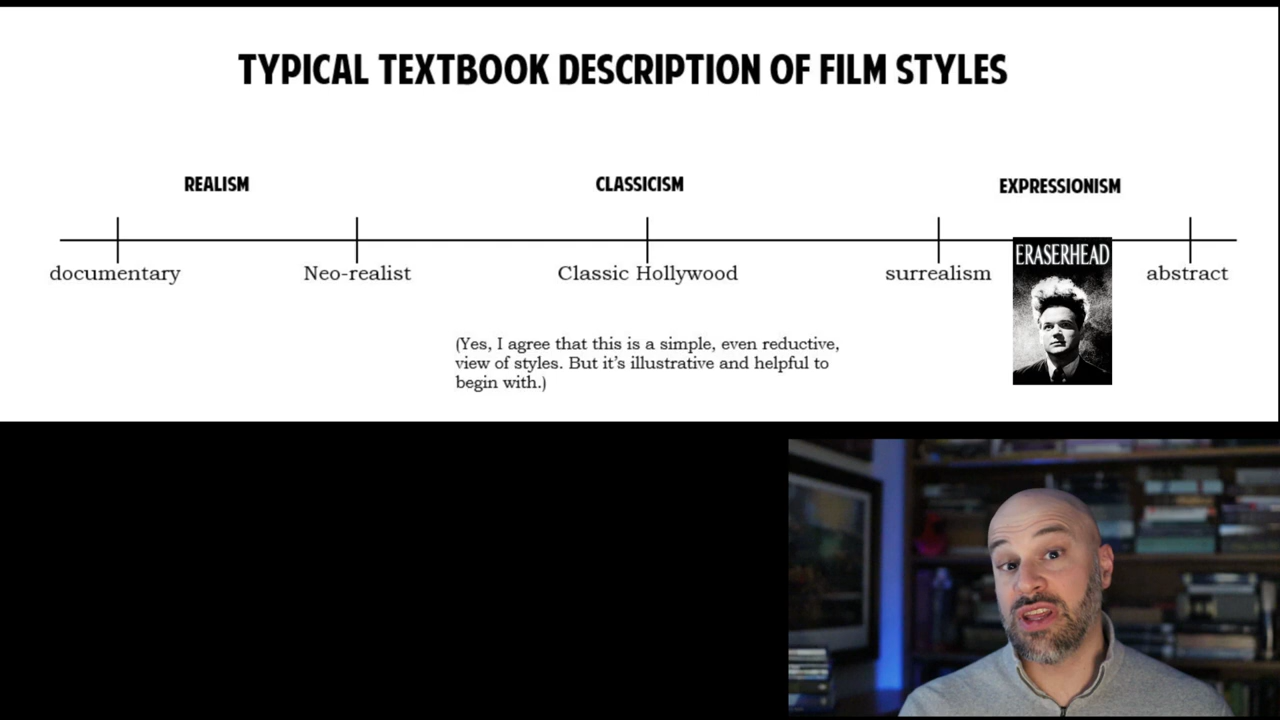 TYPICAL TEXTBOOK DESCRIPTION OF FILM STYLES
REALISM
CLASSICISM
EXPRESSIONISM
documentary
Neo-realist
Classic Hollywood
surrealism
ERASERHEAD
abstract
(Yes, I agree that this is a simple, even reductive,
view of styles. But it's illustrative and helpful to
begin with.)